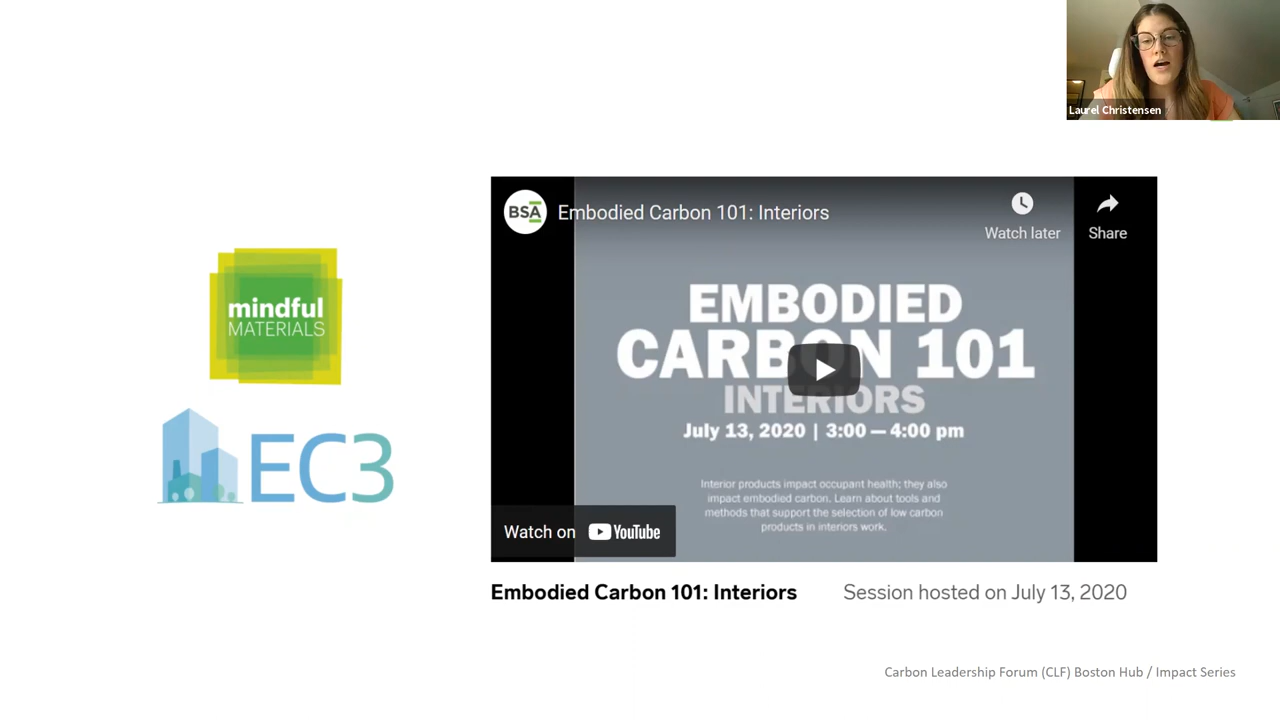 Laurel Christensen
BSA
Embodied Carbon 101: Interiors
Watch later
Share
mindful
MATERIALS
EC3
EMBODIED
CARBON 101
INTERIORS
July 13, 2020 | 3:00 — 4:00 pm
Interior products impact occupant health; they also
impact embodied carbon. Learn about tools and
methods that support the selection of low carbon
products in interiors work.
Watch on YouTube
Embodied Carbon 101: Interiors
Session hosted on July 13, 2020
Carbon Leadership Forum (CLF) Boston Hub / Impact Series